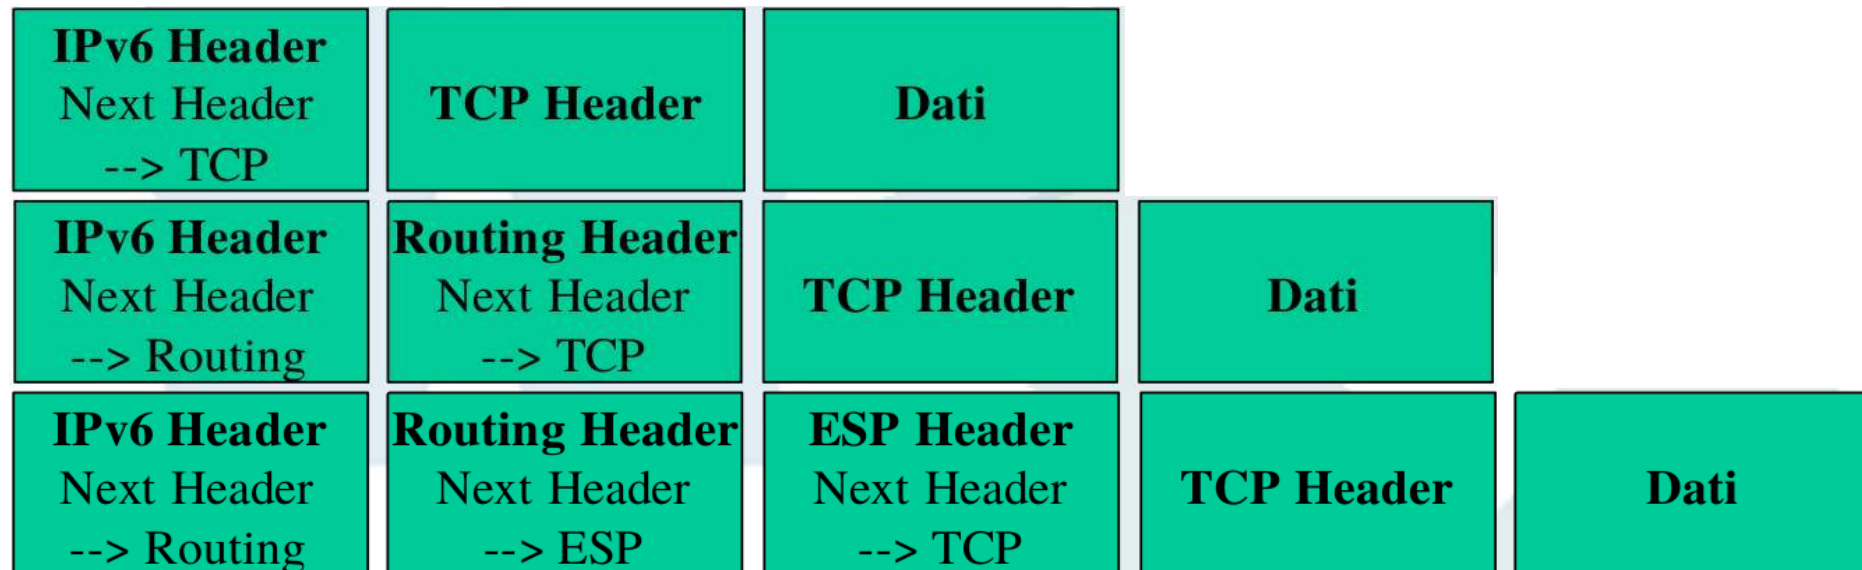 IPv6 Header
Next Header
--> TCP
TCP Header
Dati
IPv6 Header
Next Header
--> Routing
Routing Header
Next Header
--> TCP
TCP Header
Dati
IPv6 Header
Next Header
--> Routing
Routing Header
Next Header
--> ESP
ESP Header
Next Header
--> TCP
TCP Header
Dati